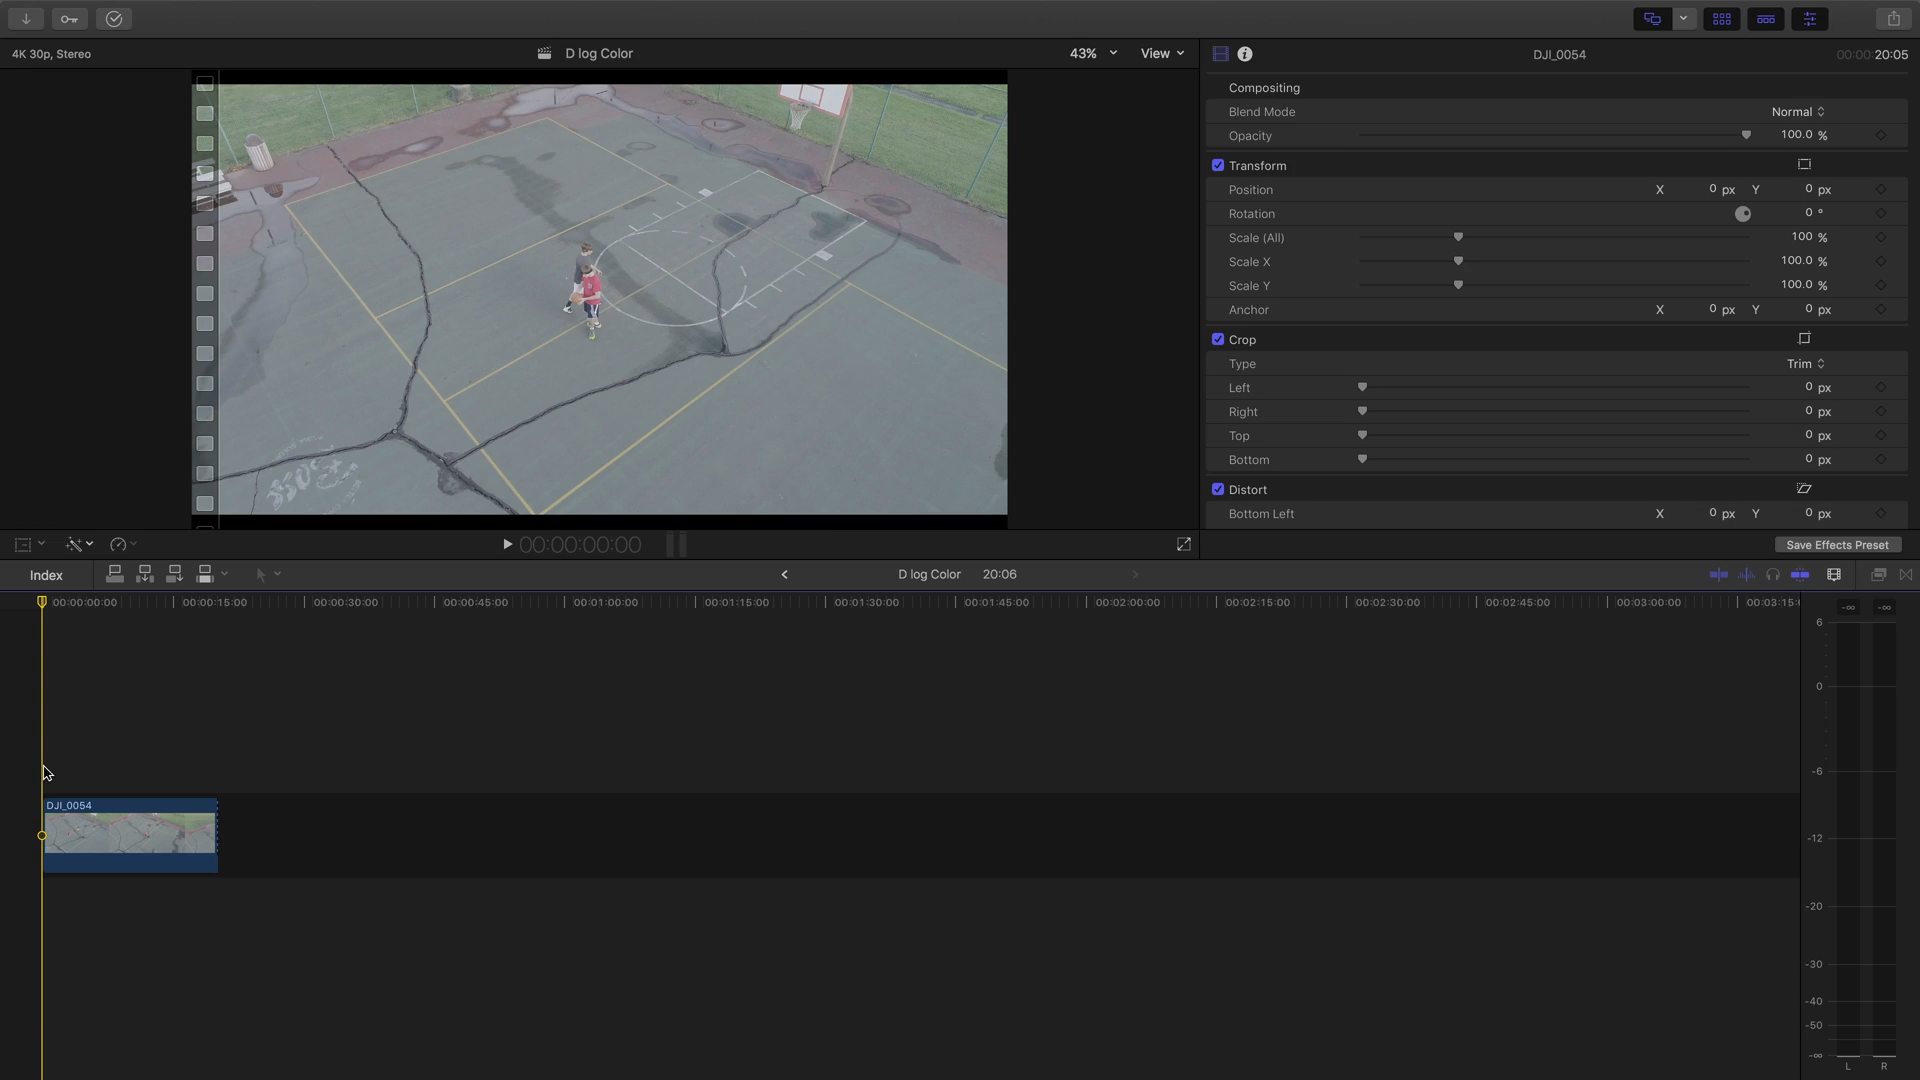 4K 30p, Stereo
D log Color
43%
View
DJI_0054
00:00:20:05
Compositing
Blend Mode
Normal
Opacity
100.0 %
Transform
Position
X 0 px Y 0 px
Rotation
0 °
Scale (All)
100 %
Scale X
100.0 %
Scale Y
100.0 %
Anchor
X 0 px Y 0 px
Crop
Type
Trim
Left
0 px
Right
0 px
Top
0 px
Bottom
0 px
Distort
Bottom Left
X 0 px Y 0 px
00:00:00:00
Save Effects Preset
Index
D log Color 20:06
00:00:00:00 00:00:15:00 00:00:30:00 00:00:45:00 00:01:00:00 00:01:15:00 00:01:30:00 00:01:45:00 00:02:00:00 00:02:15:00 00:02:30:00 00:02:45:00 00:03:00:00 00:03:15:
-∞ -∞
6
0
-6
DJI_0054
-12
-20
-30
-40
-50
-∞
L R